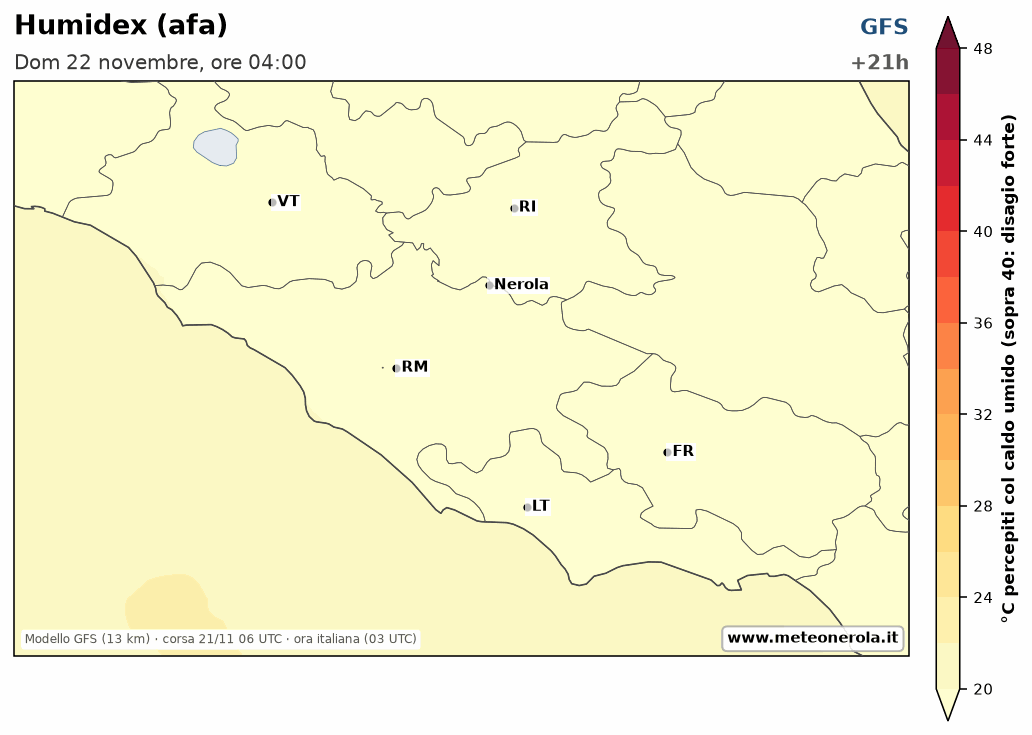 Humidex (afa)
GFS
Dom 22 novembre, ore 04:00
+21h
48
44
40
36
32
28
24
20
°C percepiti col caldo umido (sopra 40: disagio forte)
VT
RI
Nerola
RM
FR
LT
Modello GFS (13 km) · corsa 21/11 06 UTC · ora italiana (03 UTC)
www.meteonerola.it